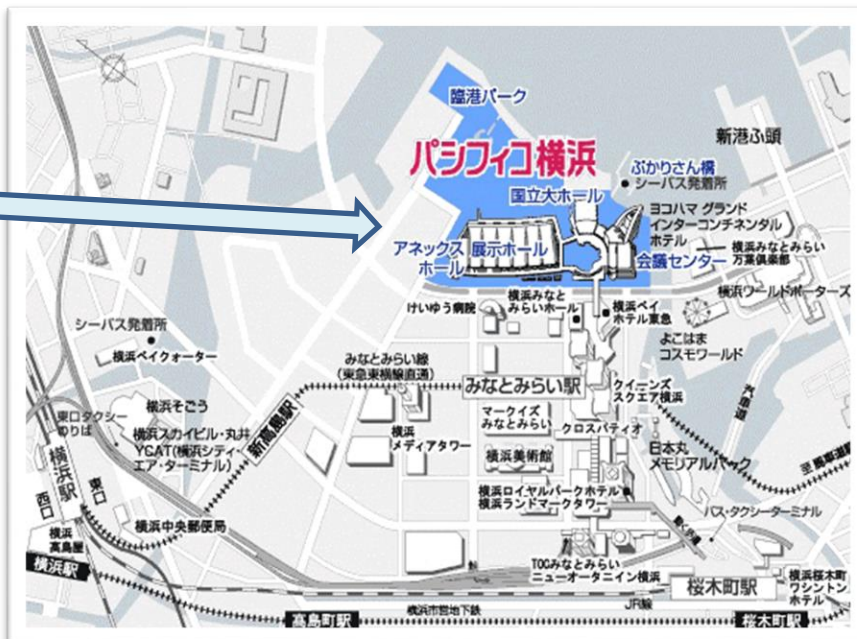 臨港パーク
パシフィコ横浜
新港ふ頭
ぷかりさん橋
シーバス発着所
国立大ホール
ヨコハマ グランド
インターコンチネンタル
ホテル
アネックス
ホール
展示ホール
会議センター
横浜みなとみらい
万葉倶楽部
けいゆう病院
横浜みなと
みらいホール
横浜ベイ
ホテル東急
横浜ワールドポーターズ
よこはま
コスモワールド
シーバス発着所
横浜ベイクォーター
みなとみらい線
(東急東横線直通)
みなとみらい駅
クイーンズ
スクエア横浜
汽車道
東口タクシー
のりば
横浜そごう
新高島駅
横浜スカイビル・丸井
YCAT(横浜シティ・
エア・ターミナル)
横浜
メディアタワー
マークイズ
みなとみらい
クロスパティオ
横浜美術館
日本丸
メモリアルパーク
至馬車道駅
横浜駅
西口
東口
横浜ロイヤルパークホテル
横浜ランドマークタワー
動く歩道
バス・タクシーターミナル
横浜中央郵便局
横浜
高島屋
TOCみなとみらい
ニューオータニイン横浜
桜木町駅
横浜桜木町
ワシントン
ホテル
横浜駅
高島町駅
横浜市営地下鉄
JR線
桜木町駅